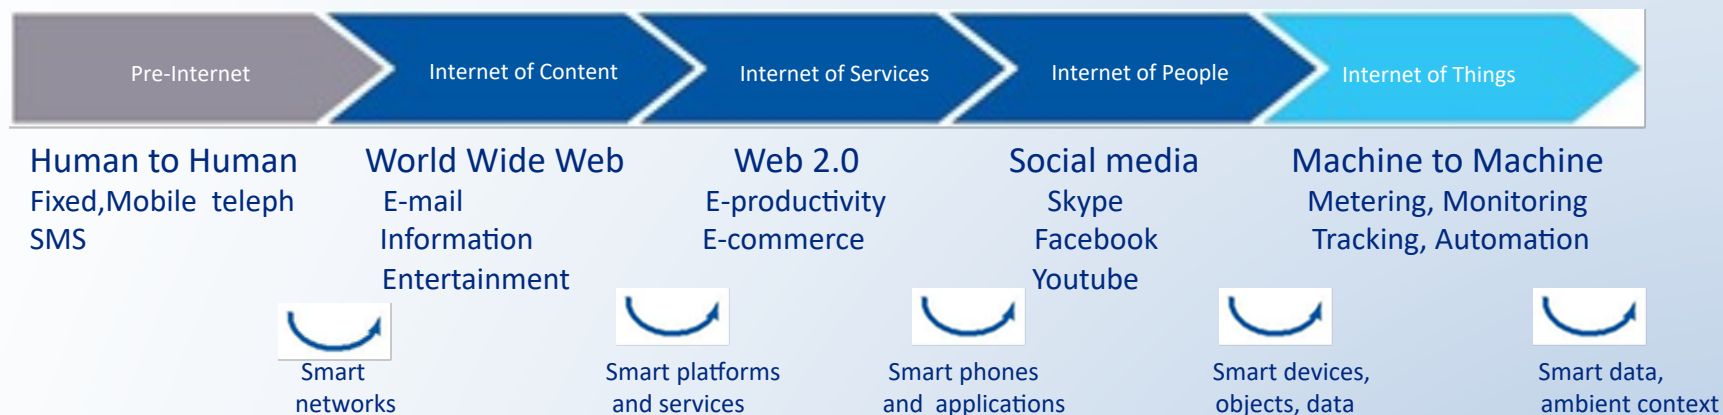 Pre-Internet
Internet of Content
Internet of Services
Internet of People
Internet of Things
Human to Human
Fixed,Mobile teleph
SMS
World Wide Web
E-mail
Information
Entertainment
Web 2.0
E-productivity
E-commerce
Social media
Skype
Facebook
Youtube
Machine to Machine
Metering, Monitoring
Tracking, Automation
Smart
networks
Smart platforms
and services
Smart phones
and applications
Smart devices,
objects, data
Smart data,
ambient context